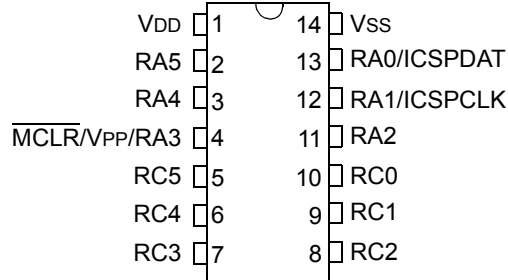 VDD 1 14 VSS
RA5 2 13 RA0/ICSPDAT
RA4 3 12 RA1/ICSPCLK
MCLR/VPP/RA3 4 11 RA2
RC5 5 10 RC0
RC4 6 9 RC1
RC3 7 8 RC2